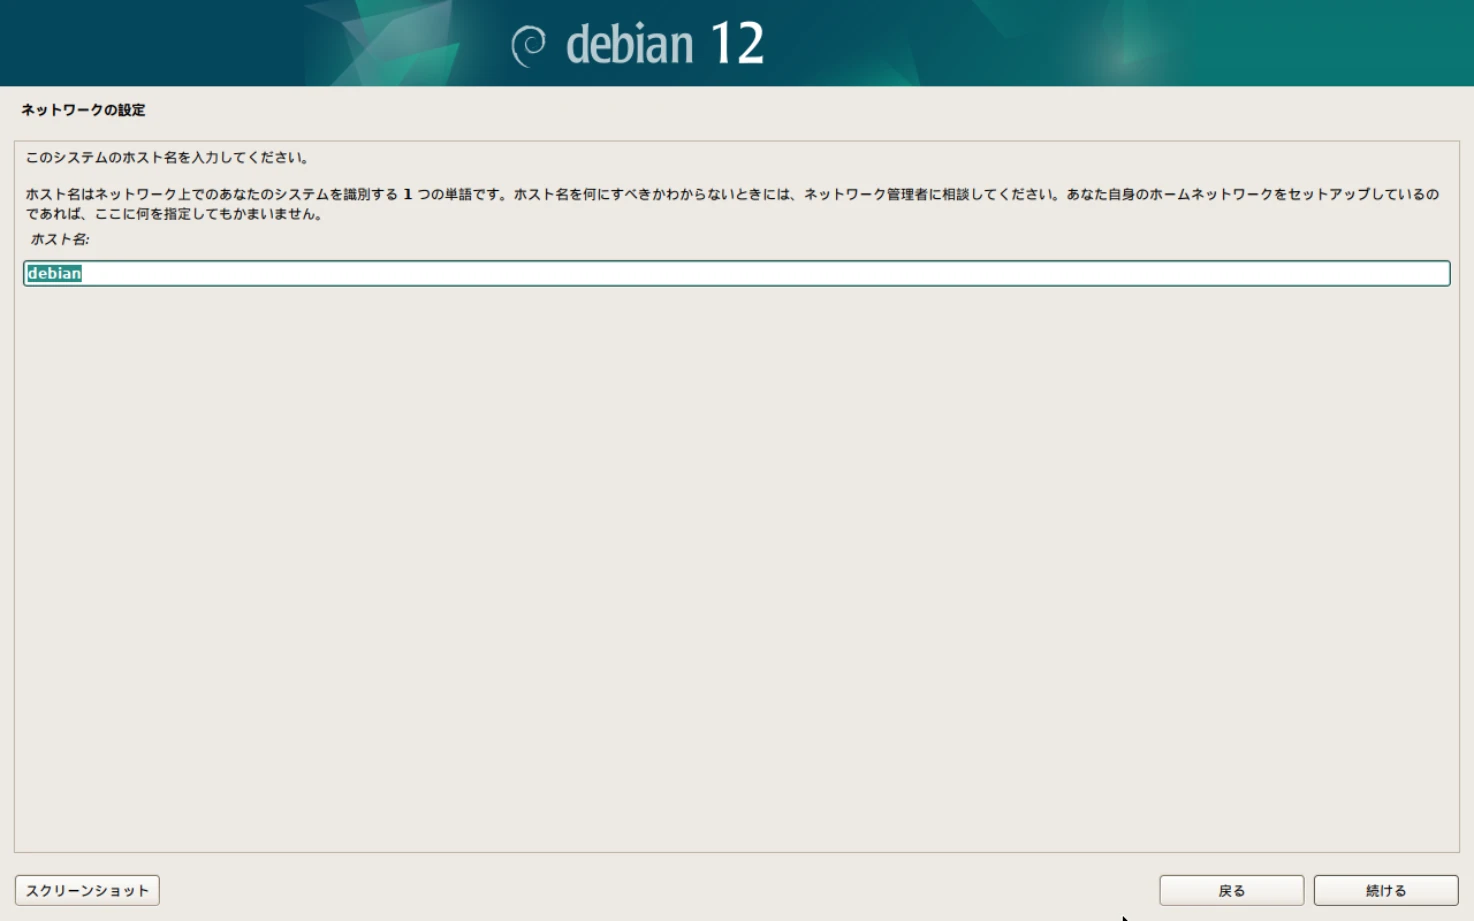 debian 12
ネットワークの設定
このシステムのホスト名を入力してください。
ホスト名はネットワーク上でのあなたのシステムを識別する 1 つの単語です。ホスト名を何にすべきかわからないときには、ネットワーク管理者に相談してください。あなた自身のホームネットワークをセットアップしているの
であれば、ここに何を指定してもかまいません。
ホスト名:
debian
スクリーンショット
戻る
続ける